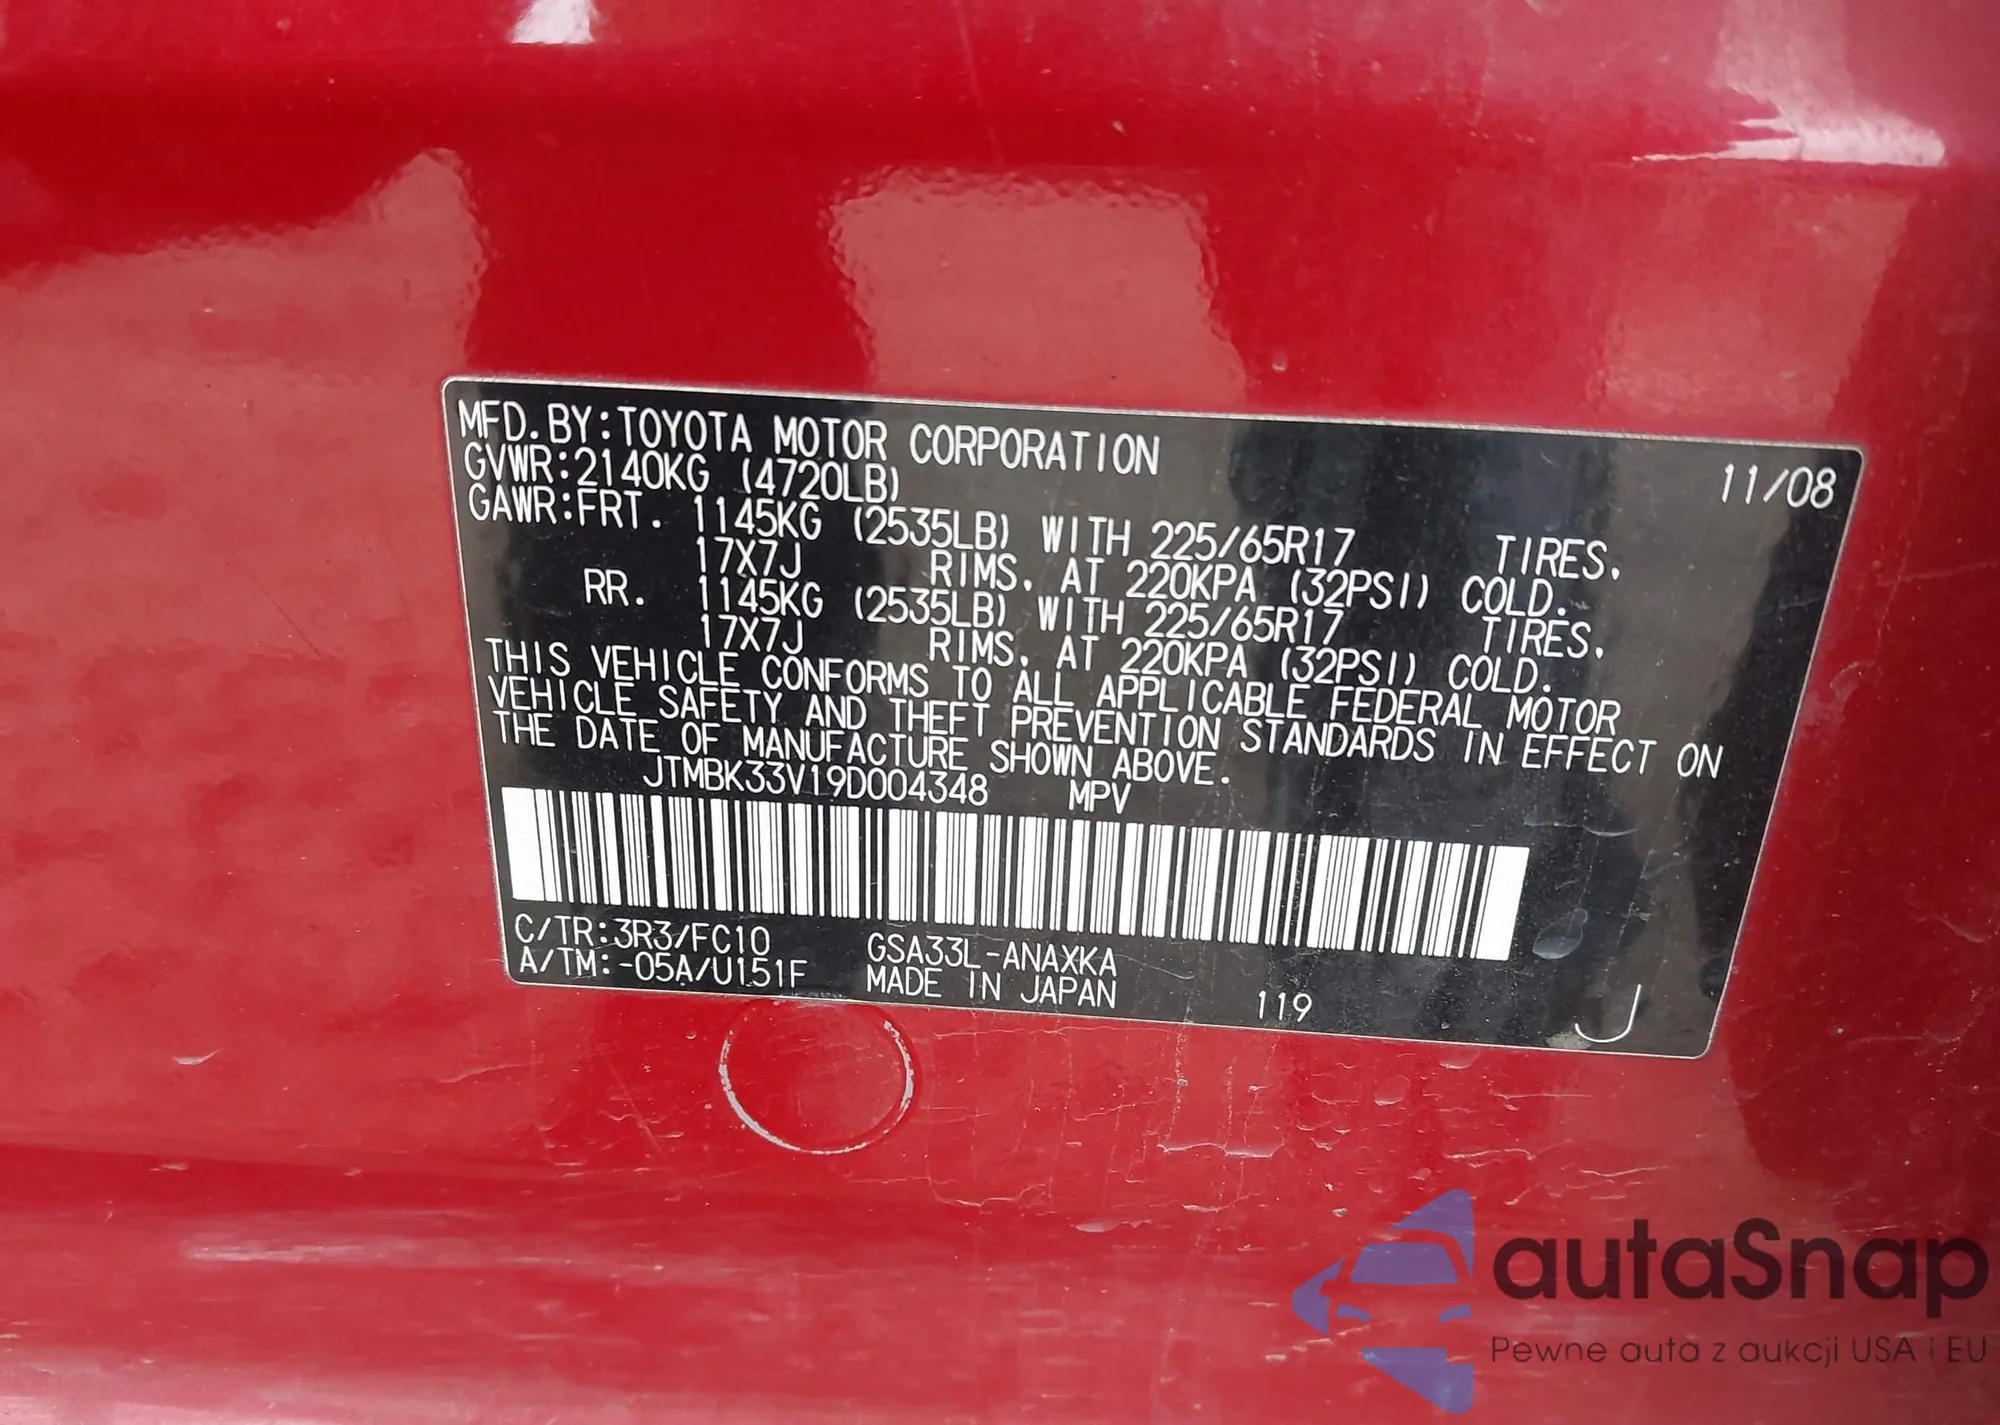 MFD.BY:TOYOTA MOTOR CORPORATION 11/08
GVWR:2140KG (4720LB)
GAWR:FRT. 1145KG (2535LB) WITH 225/65R17 TIRES,
17X7J RIMS, AT 220KPA (32PSI) COLD.
RR. 1145KG (2535LB) WITH 225/65R17 TIRES,
17X7J RIMS, AT 220KPA (32PSI) COLD.
THIS VEHICLE CONFORMS TO ALL APPLICABLE FEDERAL MOTOR
VEHICLE SAFETY AND THEFT PREVENTION STANDARDS IN EFFECT ON
THE DATE OF MANUFACTURE SHOWN ABOVE.
JTMBK33V19D004348 MPV
C/TR:3R3/FC10 GSA33L-ANAXKA
A/TM:-05A/U151F MADE IN JAPAN 119 J
autaSnap
Pewne auta z aukcji USA i EU